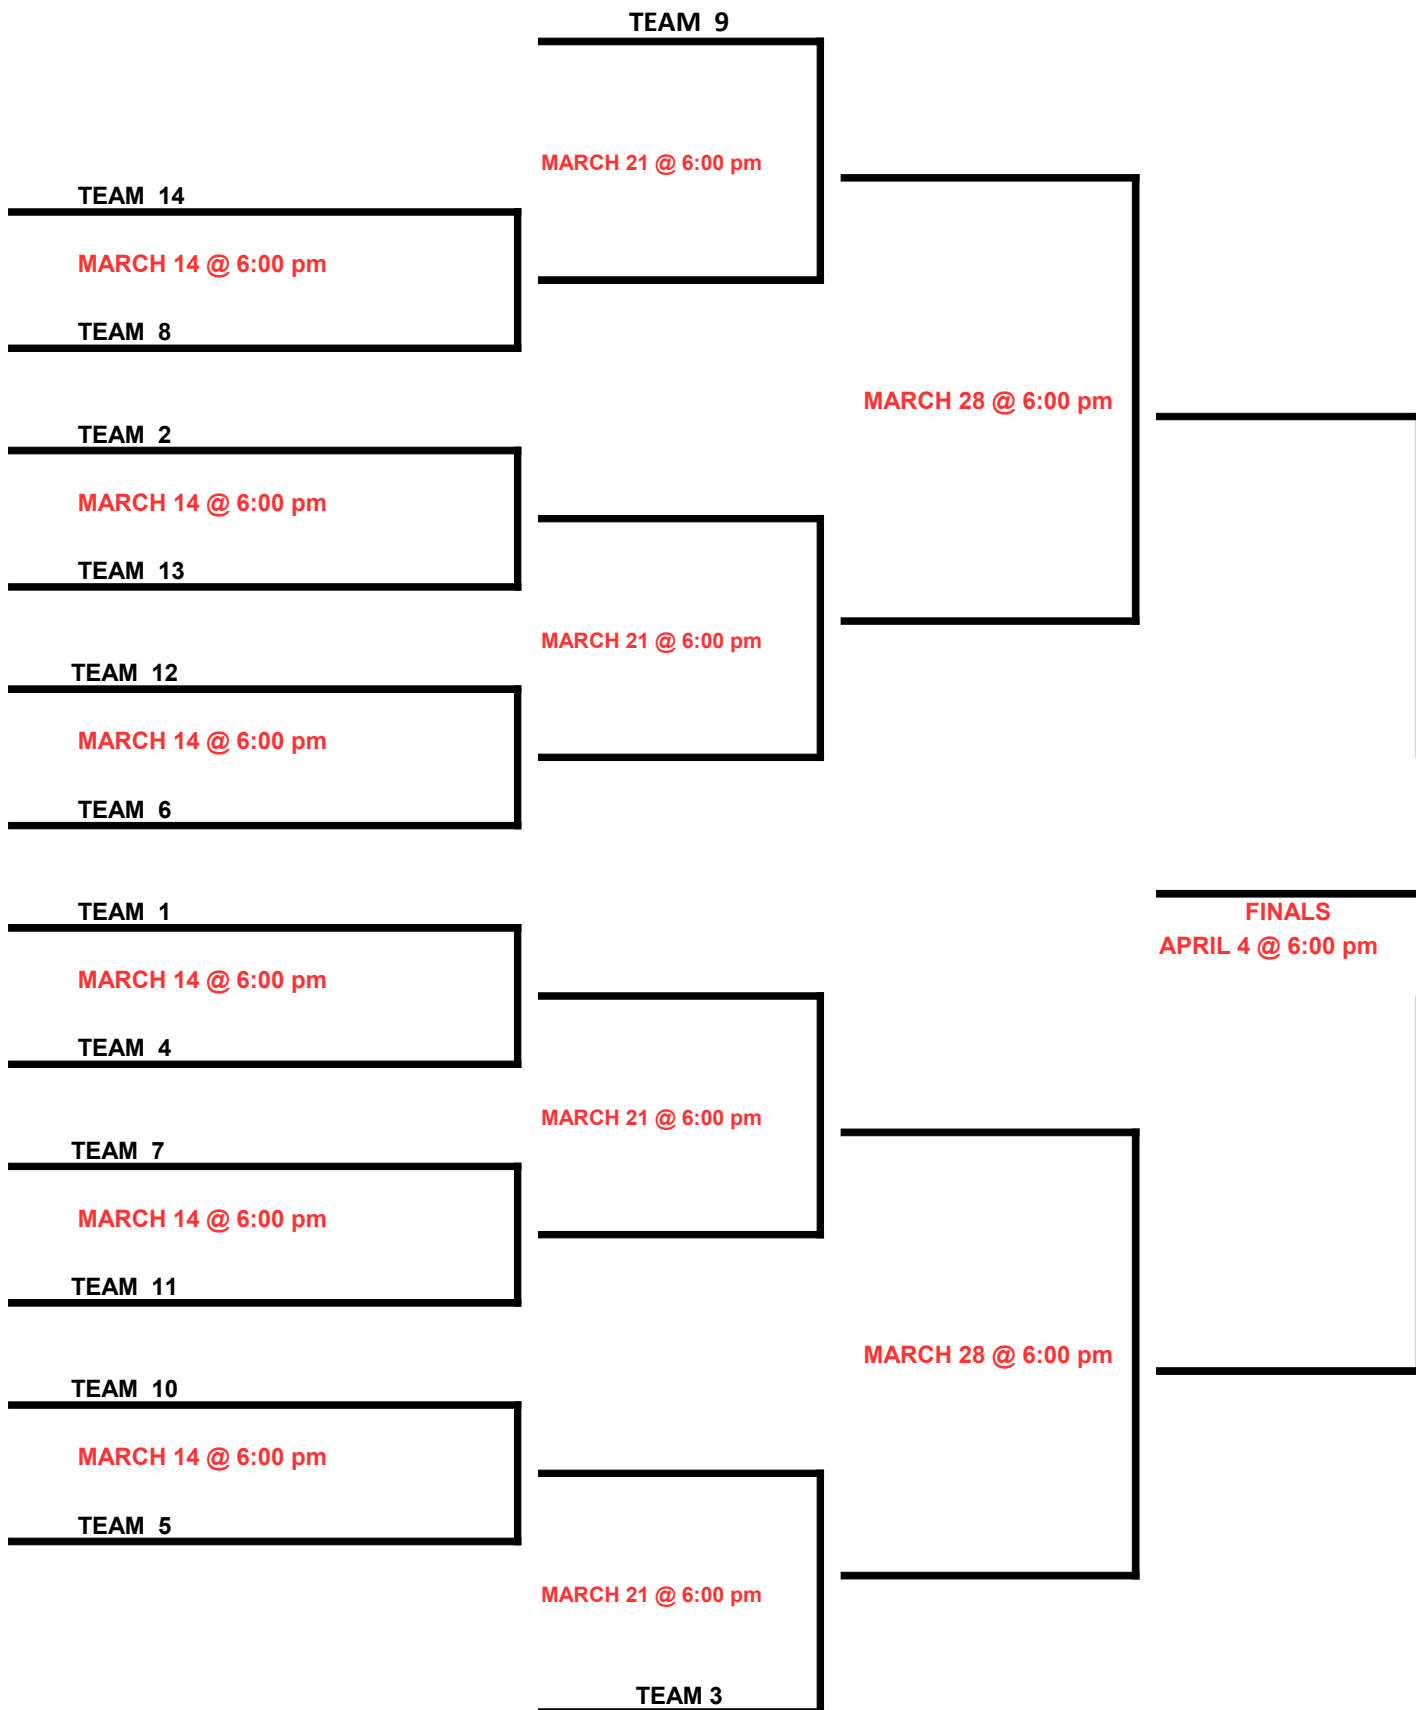 TEAM 9
MARCH 21 @ 6:00 pm
TEAM 14
MARCH 14 @ 6:00 pm
TEAM 8
MARCH 28 @ 6:00 pm
TEAM 2
MARCH 14 @ 6:00 pm
TEAM 13
MARCH 21 @ 6:00 pm
TEAM 12
MARCH 14 @ 6:00 pm
TEAM 6
TEAM 1
FINALS
APRIL 4 @ 6:00 pm
MARCH 14 @ 6:00 pm
TEAM 4
MARCH 21 @ 6:00 pm
TEAM 7
MARCH 14 @ 6:00 pm
TEAM 11
MARCH 28 @ 6:00 pm
TEAM 10
MARCH 14 @ 6:00 pm
TEAM 5
MARCH 21 @ 6:00 pm
TEAM 3